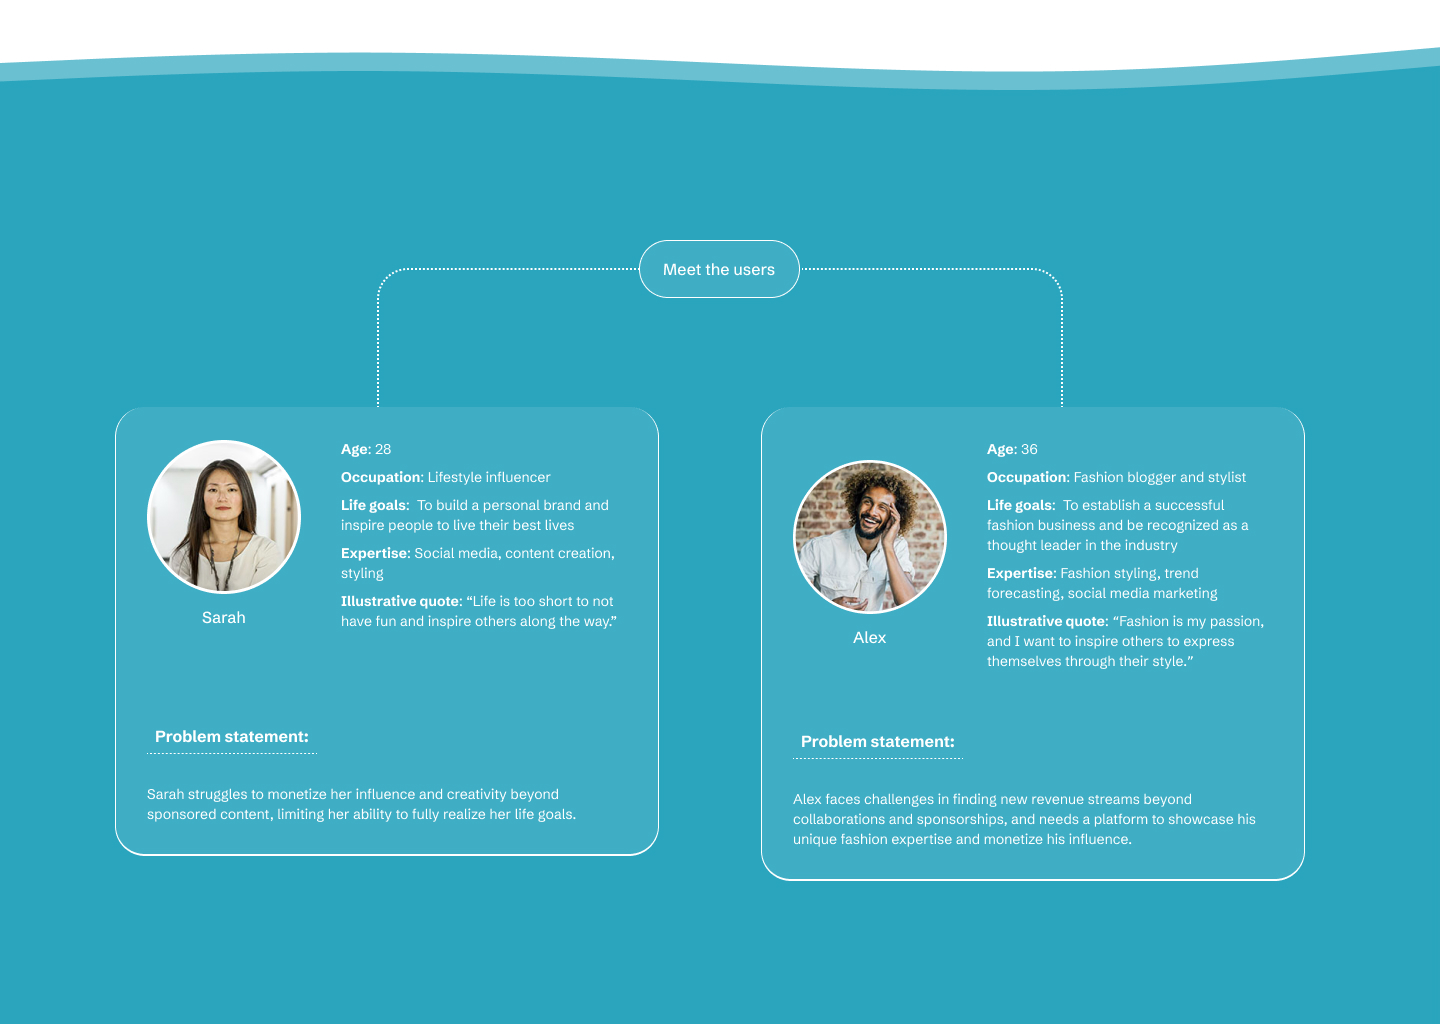 Meet the users
Age: 28
Occupation: Lifestyle influencer
Life goals:  To build a personal brand and
inspire people to live their best lives
Expertise: Social media, content creation,
styling
Illustrative quote: “Life is too short to not
have fun and inspire others along the way.”
Sarah
Problem statement:
Sarah struggles to monetize her influence and creativity beyond
sponsored content, limiting her ability to fully realize her life goals.
Age: 36
Occupation: Fashion blogger and stylist
Life goals:  To establish a successful
fashion business and be recognized as a
thought leader in the industry
Expertise: Fashion styling, trend
forecasting, social media marketing
Illustrative quote: “Fashion is my passion,
and I want to inspire others to express
themselves through their style.”
Alex
Problem statement:
Alex faces challenges in finding new revenue streams beyond
collaborations and sponsorships, and needs a platform to showcase his
unique fashion expertise and monetize his influence.